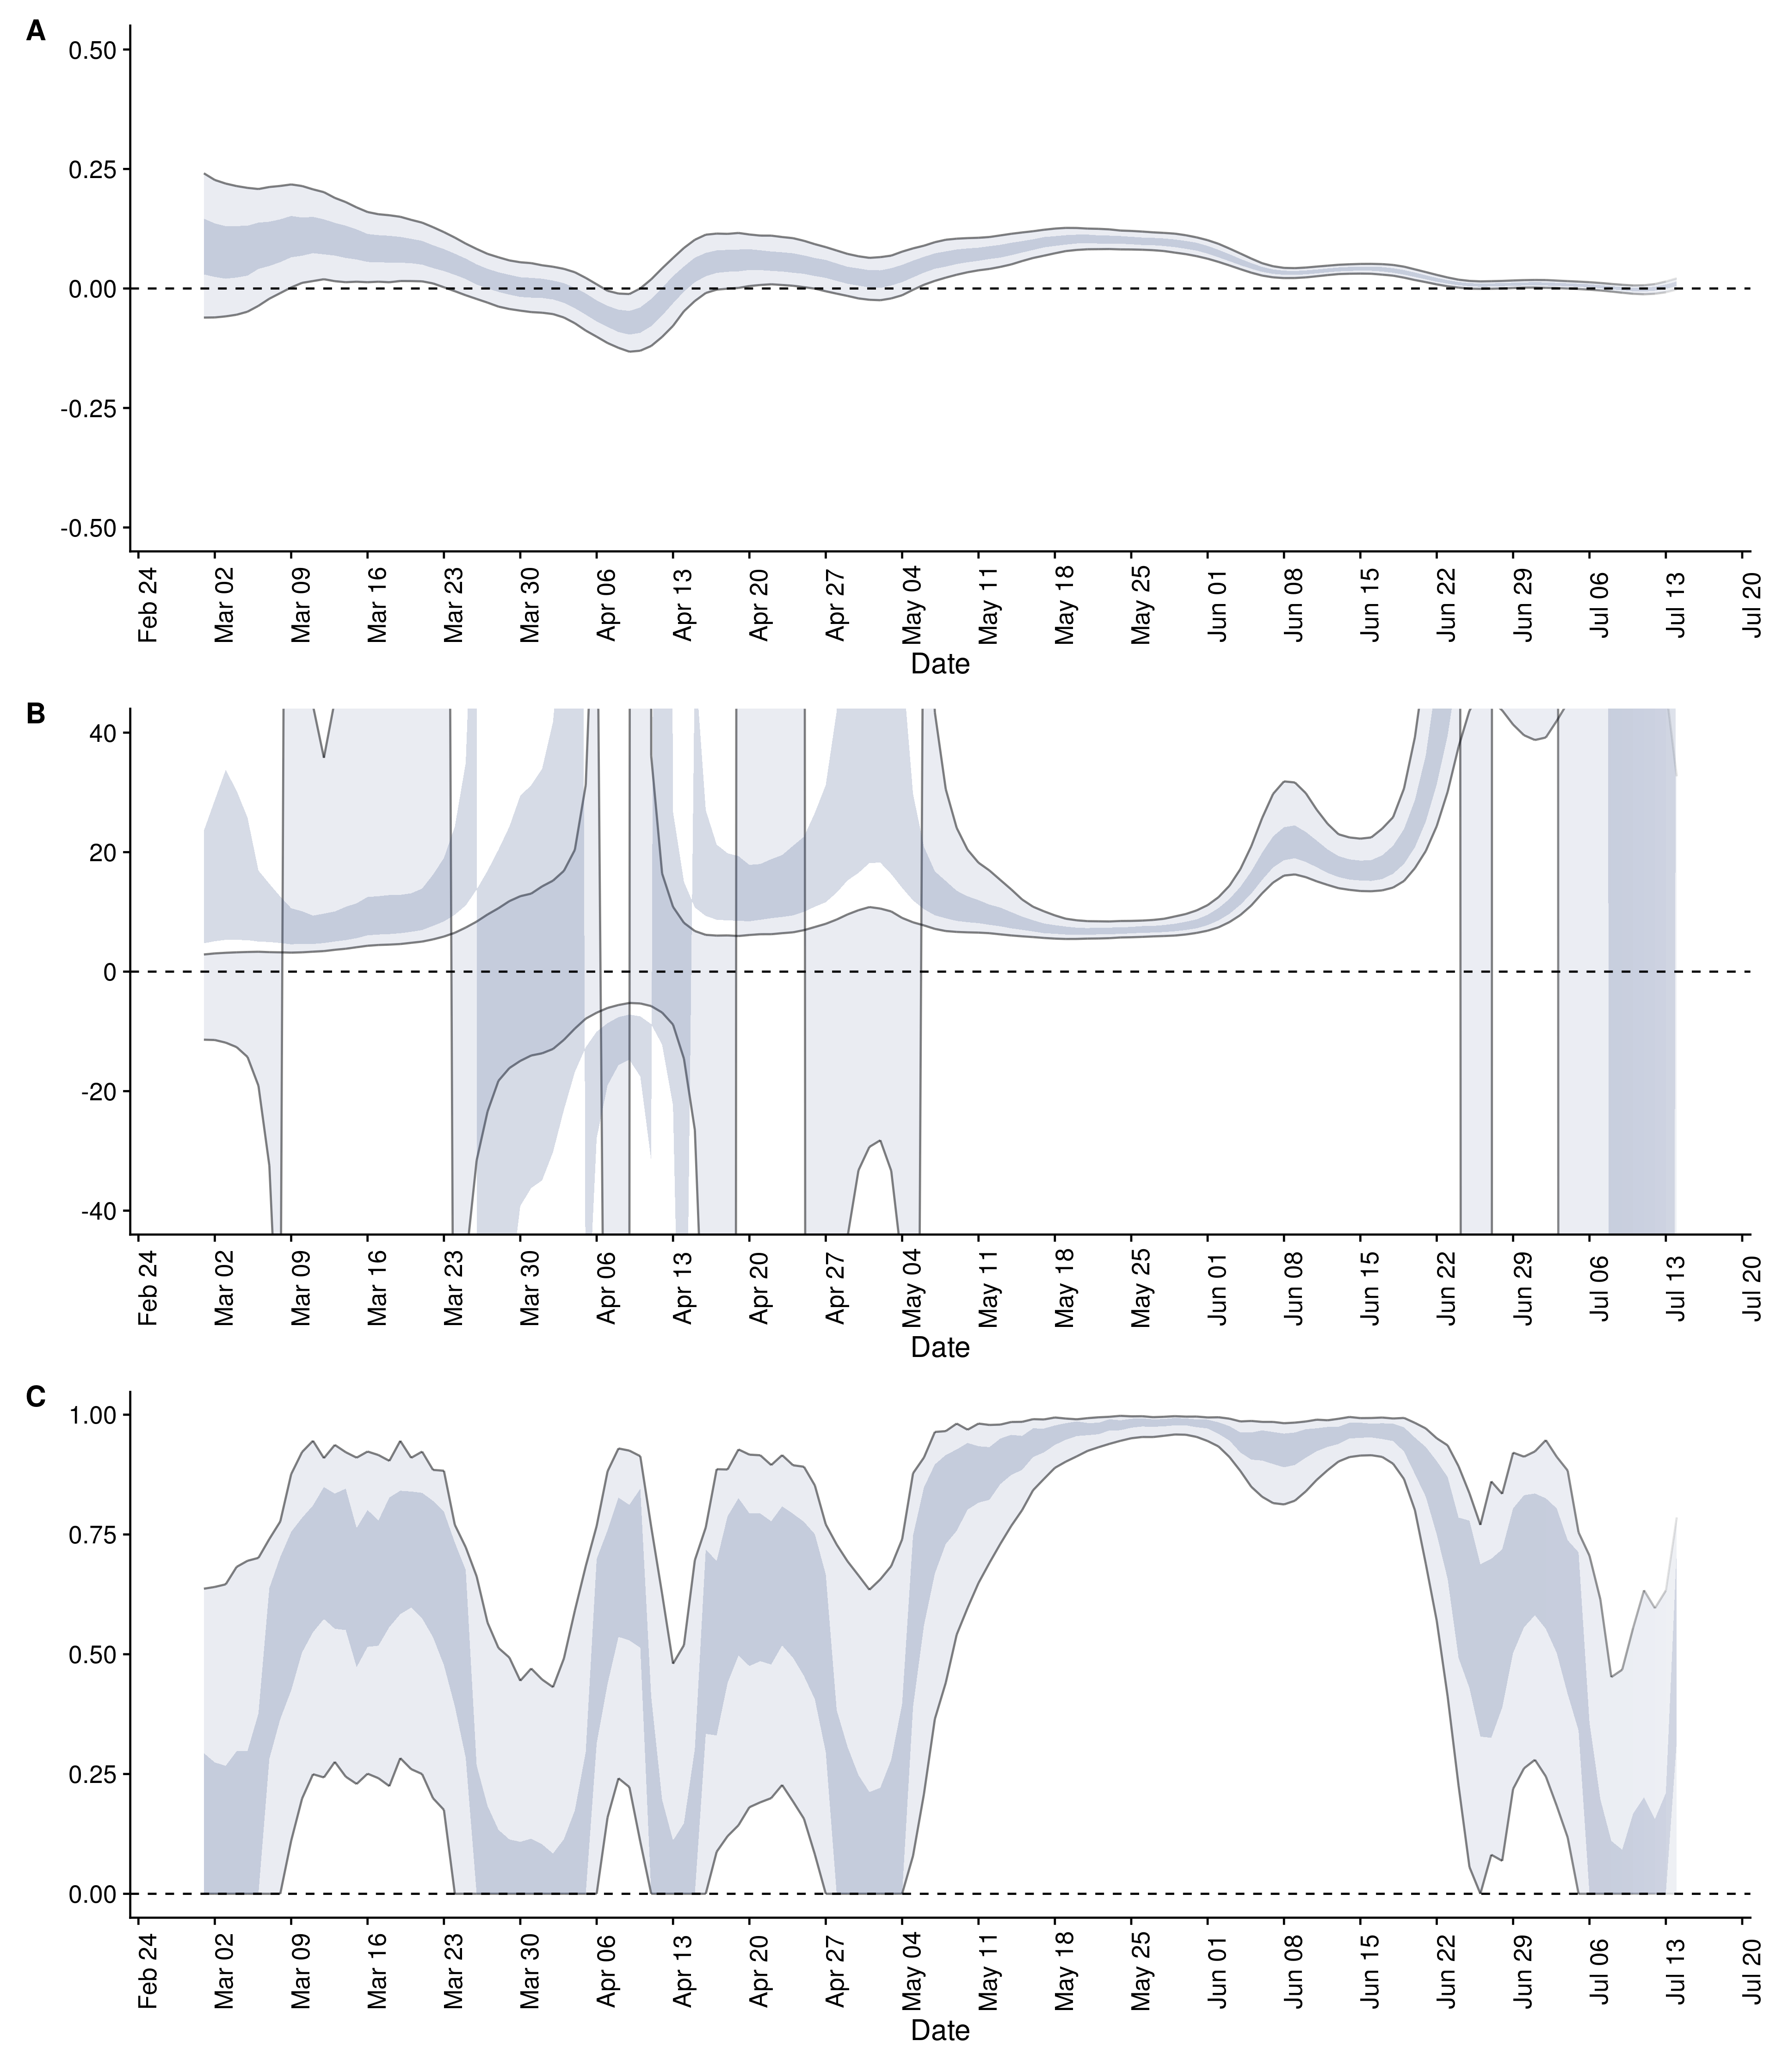 A
0.50
0.25
0.00
-0.25
-0.50
Feb 24
Mar 02
Mar 09
Mar 16
Mar 23
Mar 30
Apr 06
Apr 13
Apr 20
Apr 27
May 04
May 11
May 18
May 25
Jun 01
Jun 08
Jun 15
Jun 22
Jun 29
Jul 06
Jul 13
Jul 20
Date
B
40
20
0
-20
-40
Feb 24
Mar 02
Mar 09
Mar 16
Mar 23
Mar 30
Apr 06
Apr 13
Apr 20
Apr 27
May 04
May 11
May 18
May 25
Jun 01
Jun 08
Jun 15
Jun 22
Jun 29
Jul 06
Jul 13
Jul 20
Date
C
1.00
0.75
0.50
0.25
0.00
Feb 24
Mar 02
Mar 09
Mar 16
Mar 23
Mar 30
Apr 06
Apr 13
Apr 20
Apr 27
May 04
May 11
May 18
May 25
Jun 01
Jun 08
Jun 15
Jun 22
Jun 29
Jul 06
Jul 13
Jul 20
Date